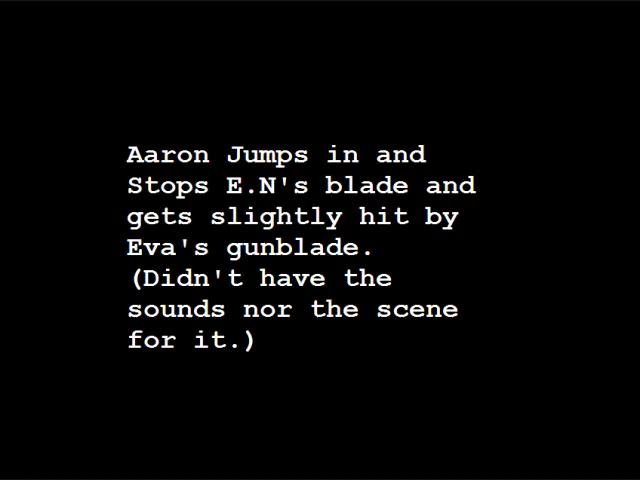 Aaron Jumps in and
Stops E.N's blade and
gets slightly hit by
Eva's gunblade.
(Didn't have the
sounds nor the scene
for it.)